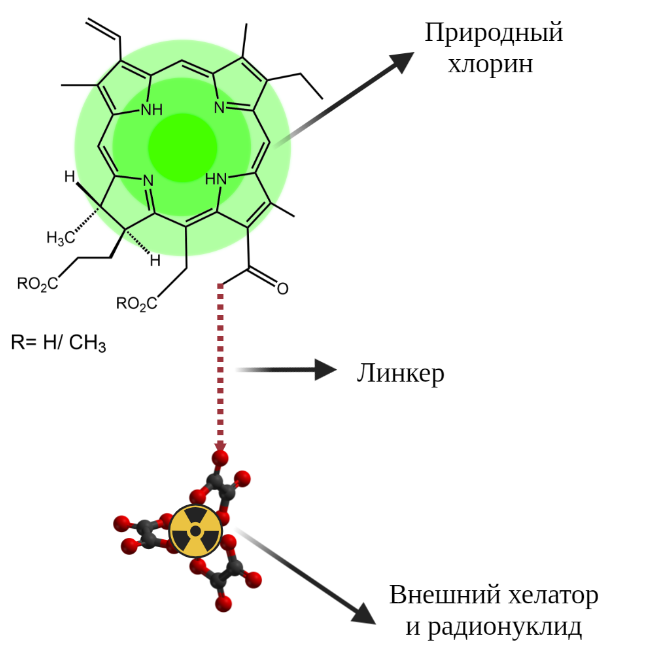 Природный
хлорин
NH
N
N
HN
H
H₃C
H
RO₂C
RO₂C
O
R= H/ CH₃
Линкер
Внешний хелатор
и радионуклид